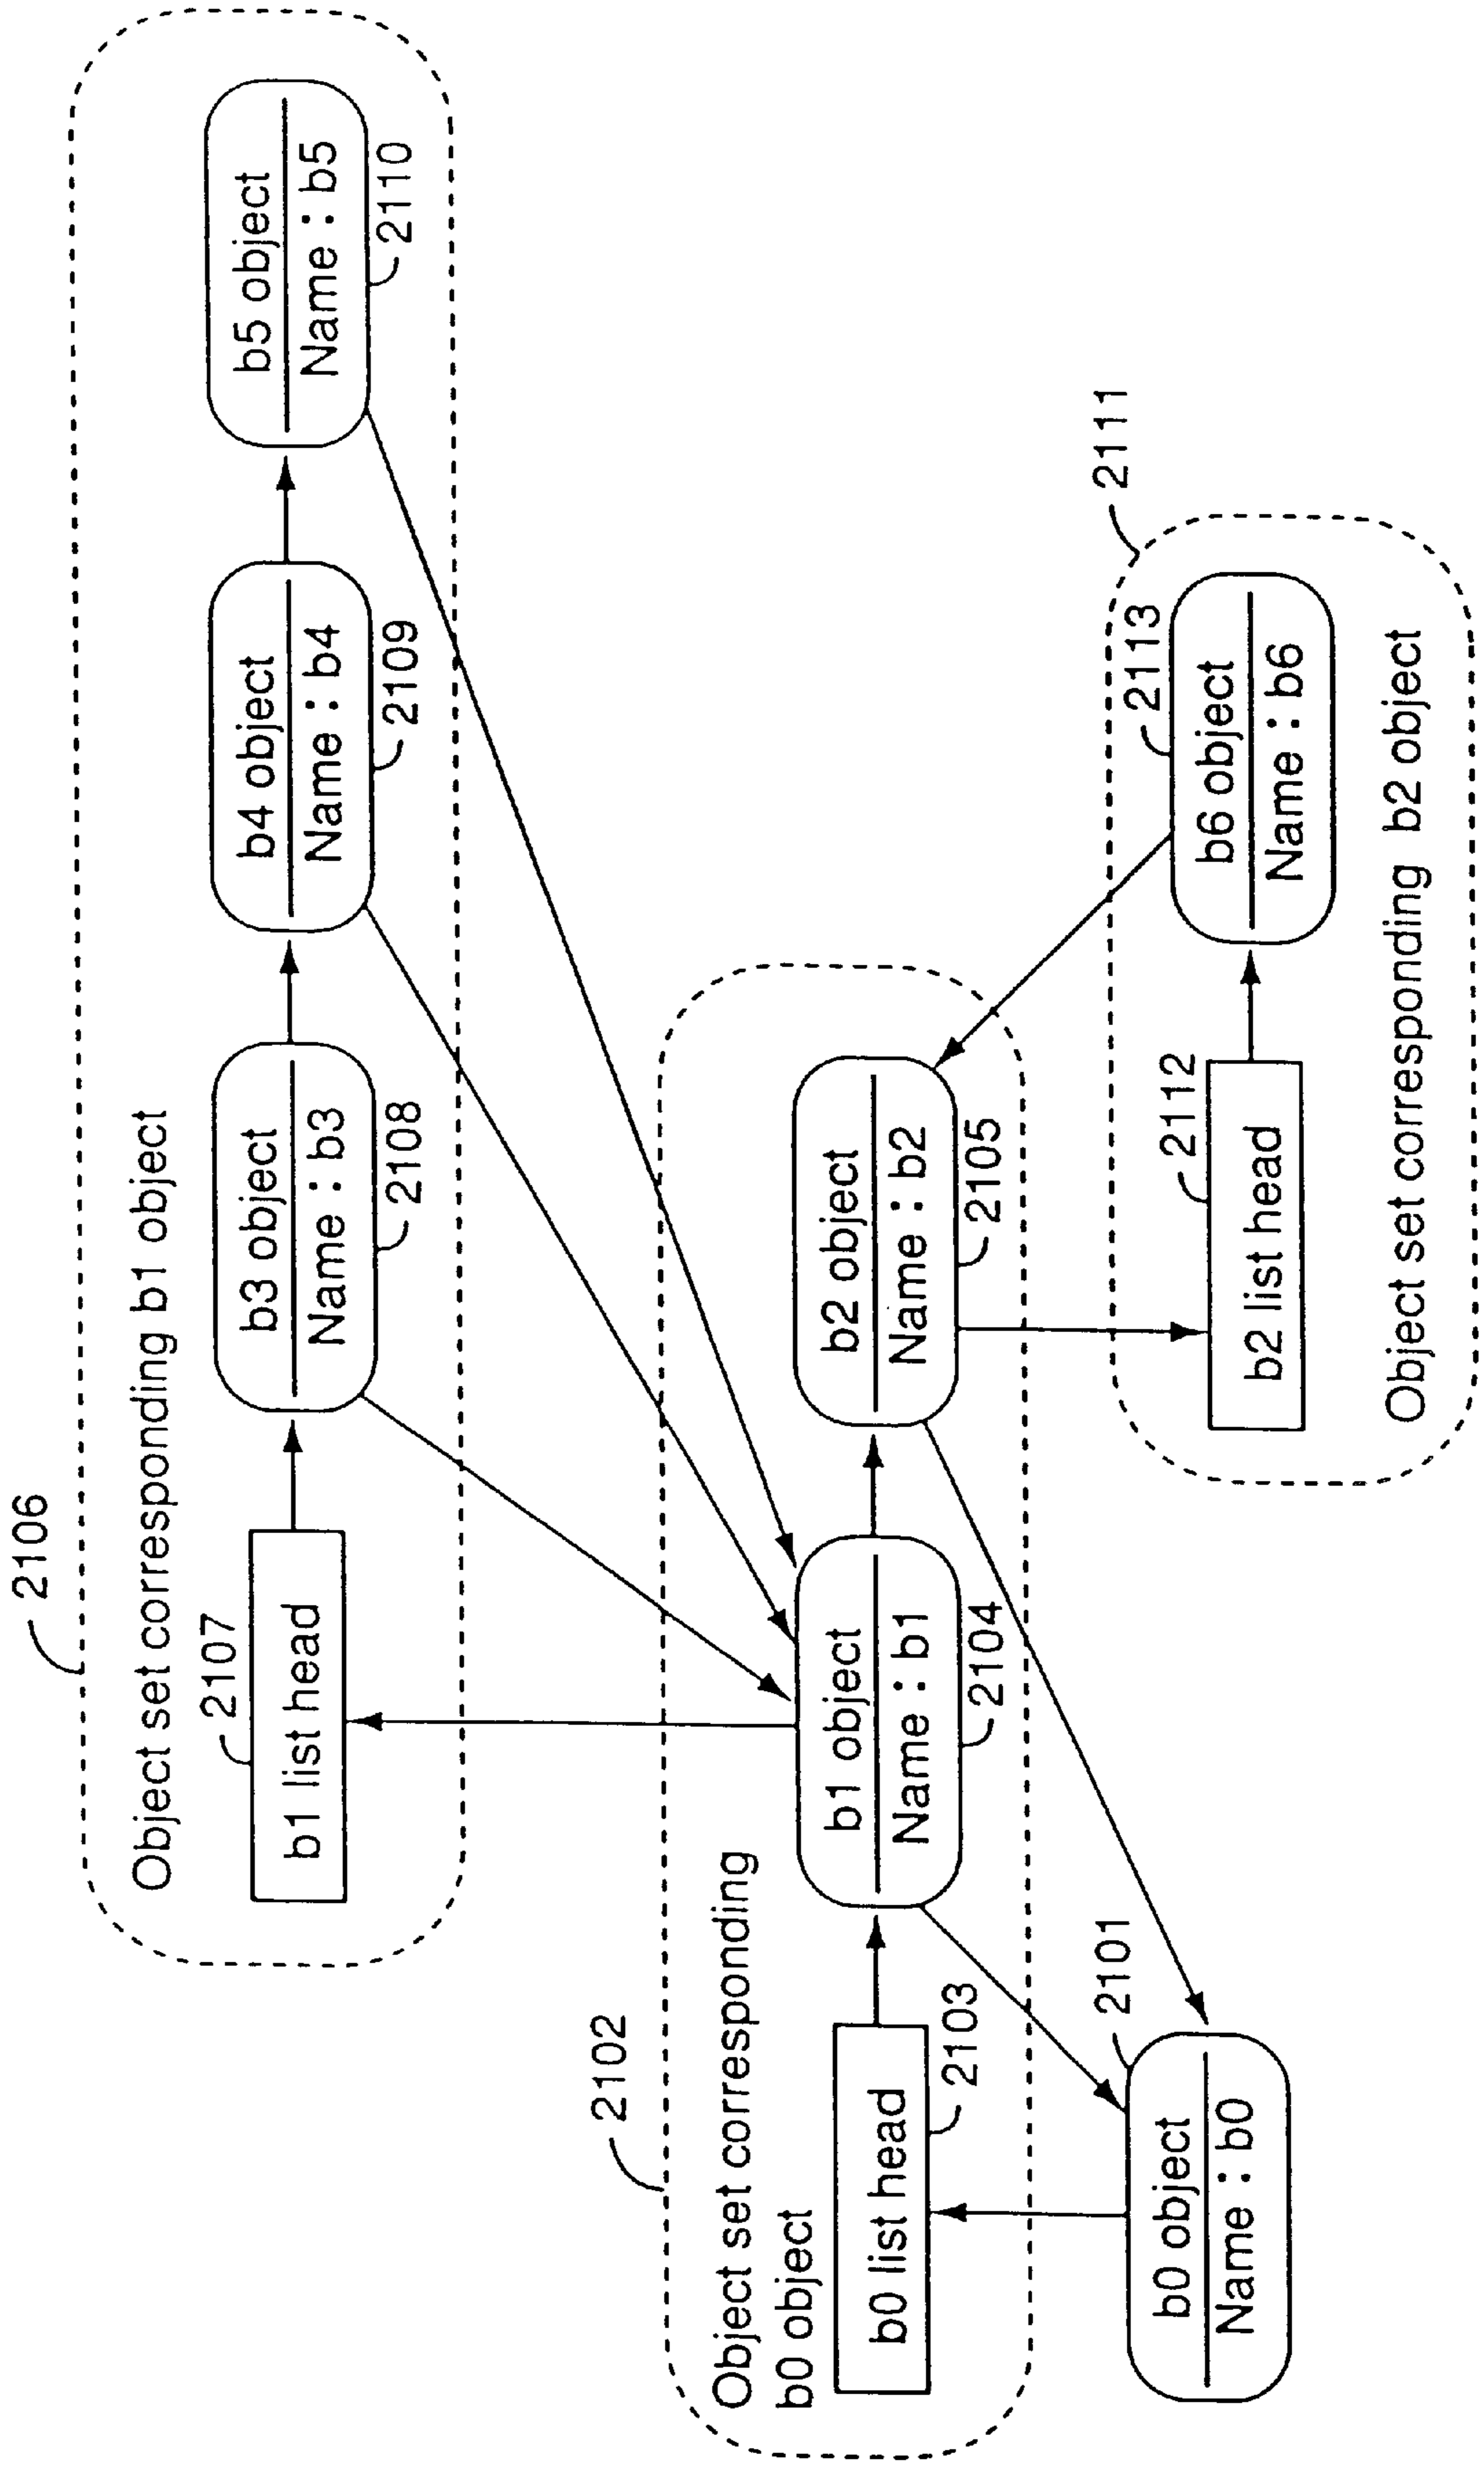 2106
Object set corresponding b1 object
2107
b1 list head
b3 object
Name : b3
2108
b4 object
Name : b4
2109
b5 object
Name : b5
2110
2102
Object set corresponding
b0 object
b0 list head
2103
b1 object
Name : b1
2104
b2 object
Name : b2
2105
2101
b0 object
Name : b0
2111
2112
b2 list head
2113
b6 object
Name : b6
Object set corresponding b2 object